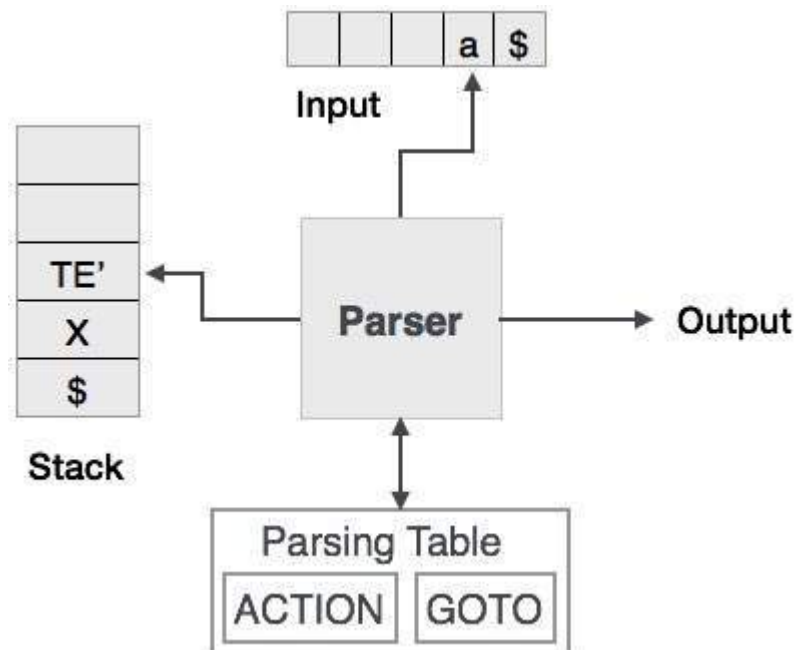 a $
Input
TE’
X
$
Stack
Parser
Output
Parsing Table
ACTION GOTO